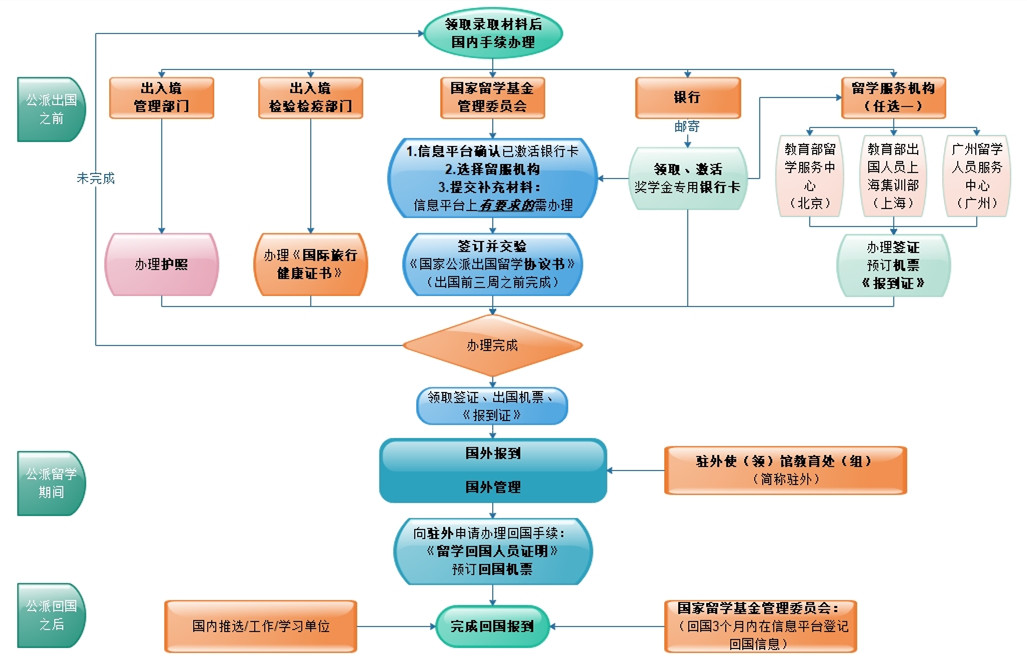 领取录取材料后
国内手续办理
公派出国
之前
出入境
管理部门
出入境
检验检疫部门
国家留学基金
管理委员会
银行
留学服务机构
（任选一）
邮寄
未完成
1.信息平台确认已激活银行卡
2.选择留服机构
3.提交补充材料：
信息平台上有要求的需办理
领取、激活
奖学金专用银行卡
教育部留
学服务中
心
（北京）
教育部出
国人员上
海集训部
（上海）
广州留学
人员服务
中心
（广州）
办理护照
办理《国际旅行
健康证书》
签订并交验
《国家公派出国留学协议书》
（出国前三周之前完成）
办理签证
预订机票
《报到证》
办理完成
领取签证、出国机票、
《报到证》
公派留学
期间
国外报到
国外管理
驻外使（领）馆教育处（组）
（简称驻外）
向驻外申请办理回国手续：
《留学回国人员证明》
预订回国机票
公派回国
之后
国内推选/工作/学习单位
完成回国报到
国家留学基金管理委员会：
（回国3个月内在信息平台登记
回国信息）